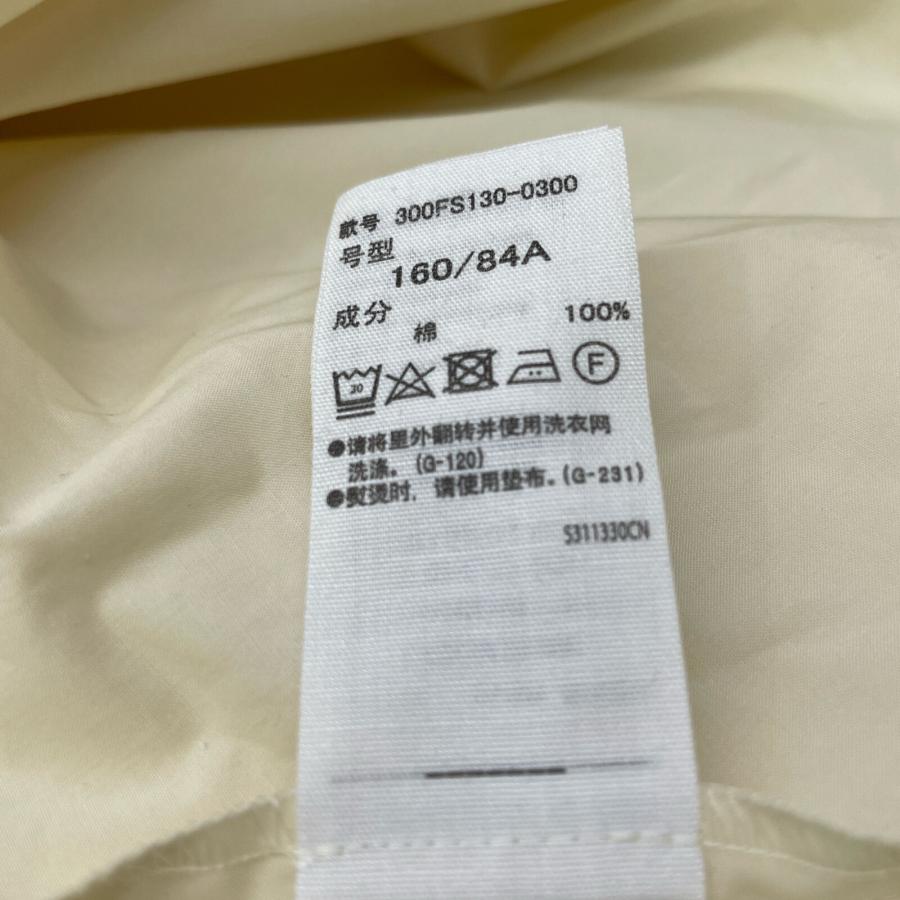 款号 300FS130-0300
号型
160/84A
成分
棉 100%
30 F
●请将里外翻转并使用洗衣网
洗涤。(G-120)
●熨烫时，请使用垫布。(G-231)
S311330CN